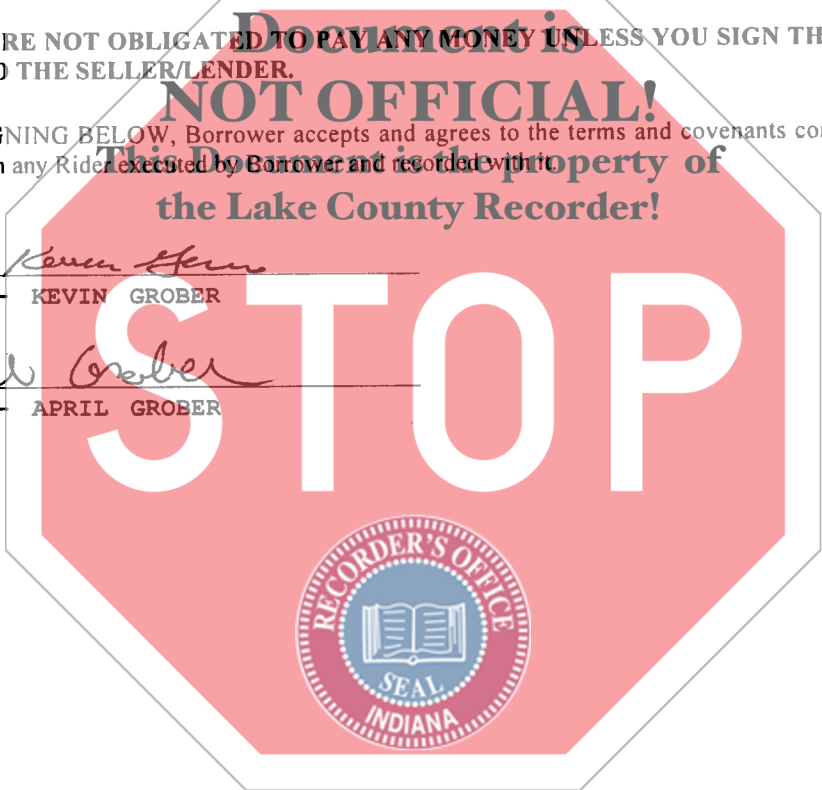 Document is
RE NOT OBLIGATED TO PAY ANY MONEY UNLESS YOU SIGN TH
THE SELLER/LENDER.
NOT OFFICIAL!
NING BELOW, Borrower accepts and agrees to the terms and covenants co
any Rider executed by Borrower and recorded with it.
This Document is the property of
the Lake County Recorder!
KEVIN GROBER
Grober
APRIL GROBER
STOP
RECORDER'S OFFICE
SEAL
INDIANA